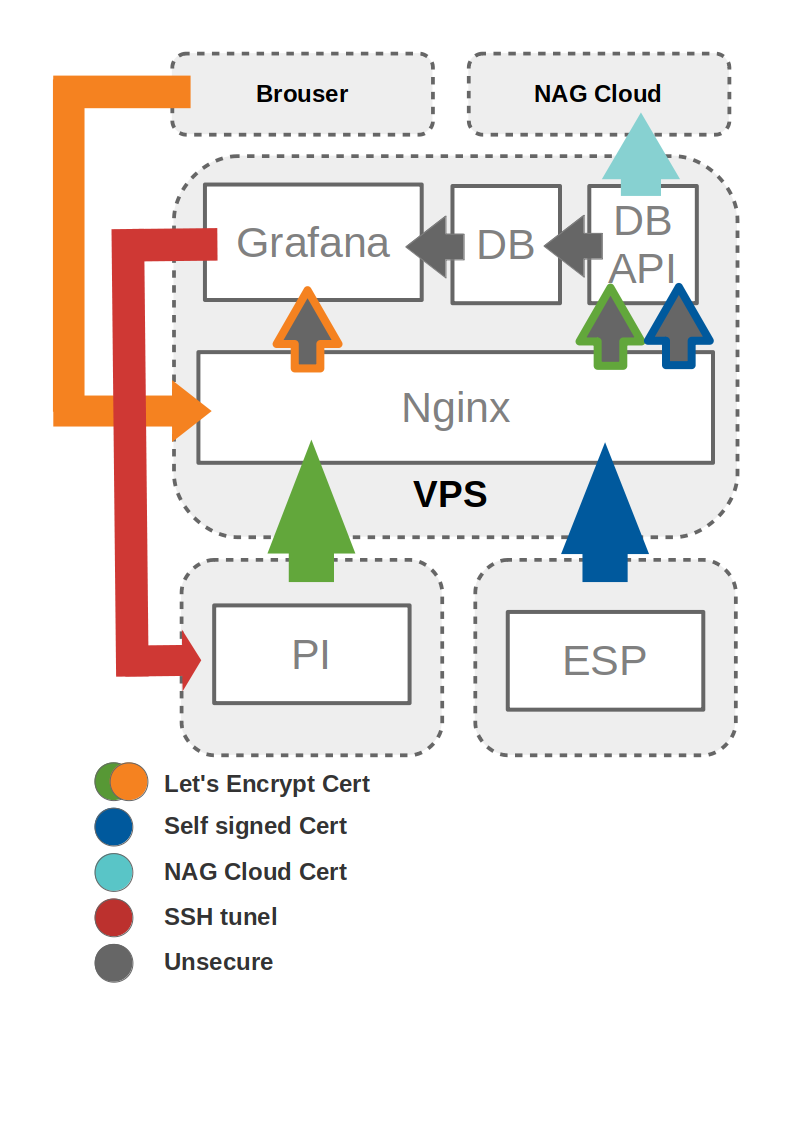 Brouser
NAG Cloud
Grafana
DB
DB
API
Nginx
VPS
PI
ESP
Let's Encrypt Cert
Self signed Cert
NAG Cloud Cert
SSH tunel
Unsecure